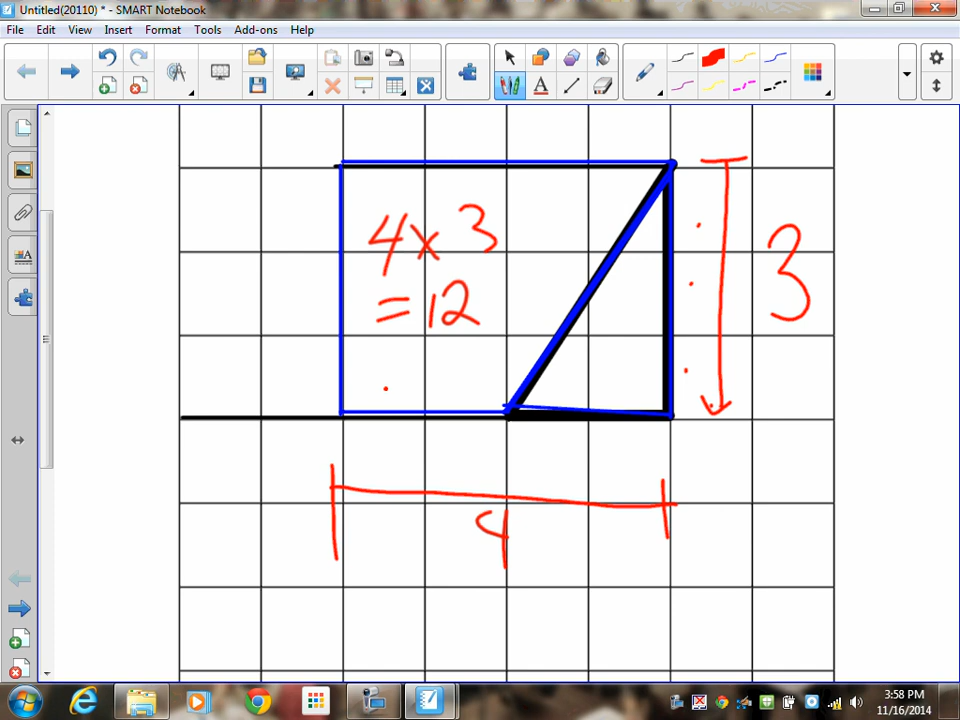 Untitled(20110) * - SMART Notebook
File Edit View Insert Format Tools Add-ons Help
4x3
=12
3
4
3:58 PM
11/16/2014